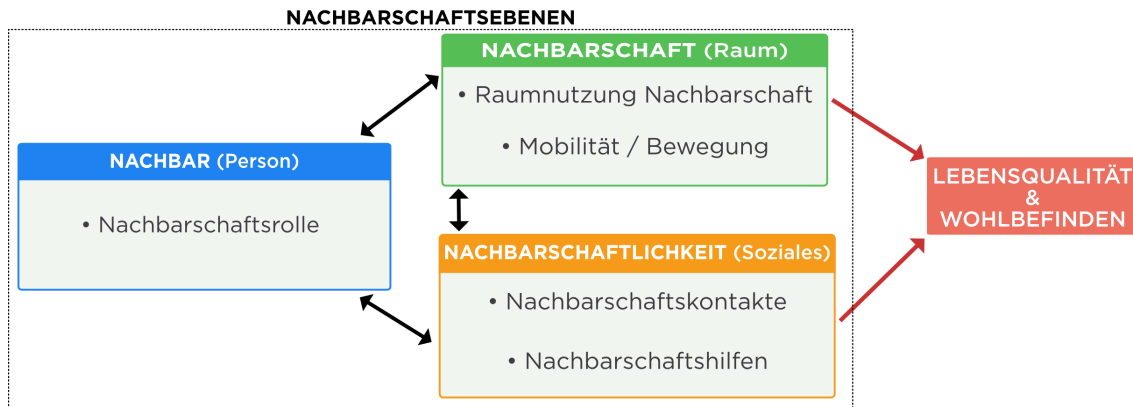 NACHBARSCHAFTSEBENEN
NACHBARSCHAFT (Raum)
• Raumnutzung Nachbarschaft
• Mobilität / Bewegung
NACHBAR (Person)
• Nachbarschaftsrolle
NACHBARSCHAFTLICHKEIT (Soziales)
• Nachbarschaftskontakte
• Nachbarschaftshilfen
LEBENSQUALITÄT
&
WOHLBEFINDEN